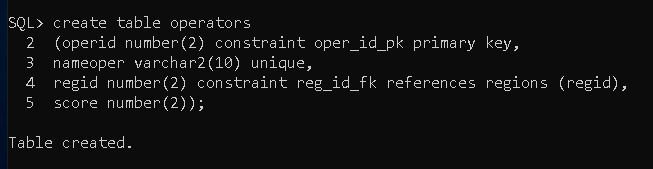 SQL> create table operators
2 (operid number(2) constraint oper_id_pk primary key,
3 nameoper varchar2(10) unique,
4 regid number(2) constraint reg_id_fk references regions (regid),
5 score number(2));
Table created.